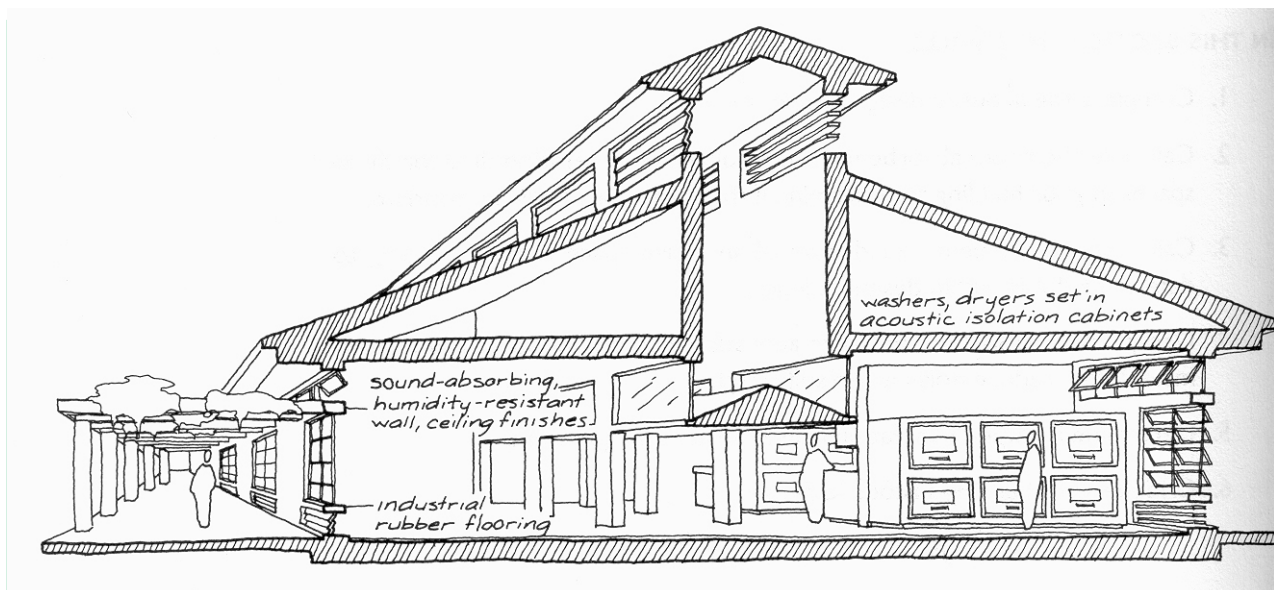 washers, dryers set in
acoustic isolation cabinets
sound-absorbing,
humidity-resistant
wall, ceiling finishes
industrial
rubber flooring